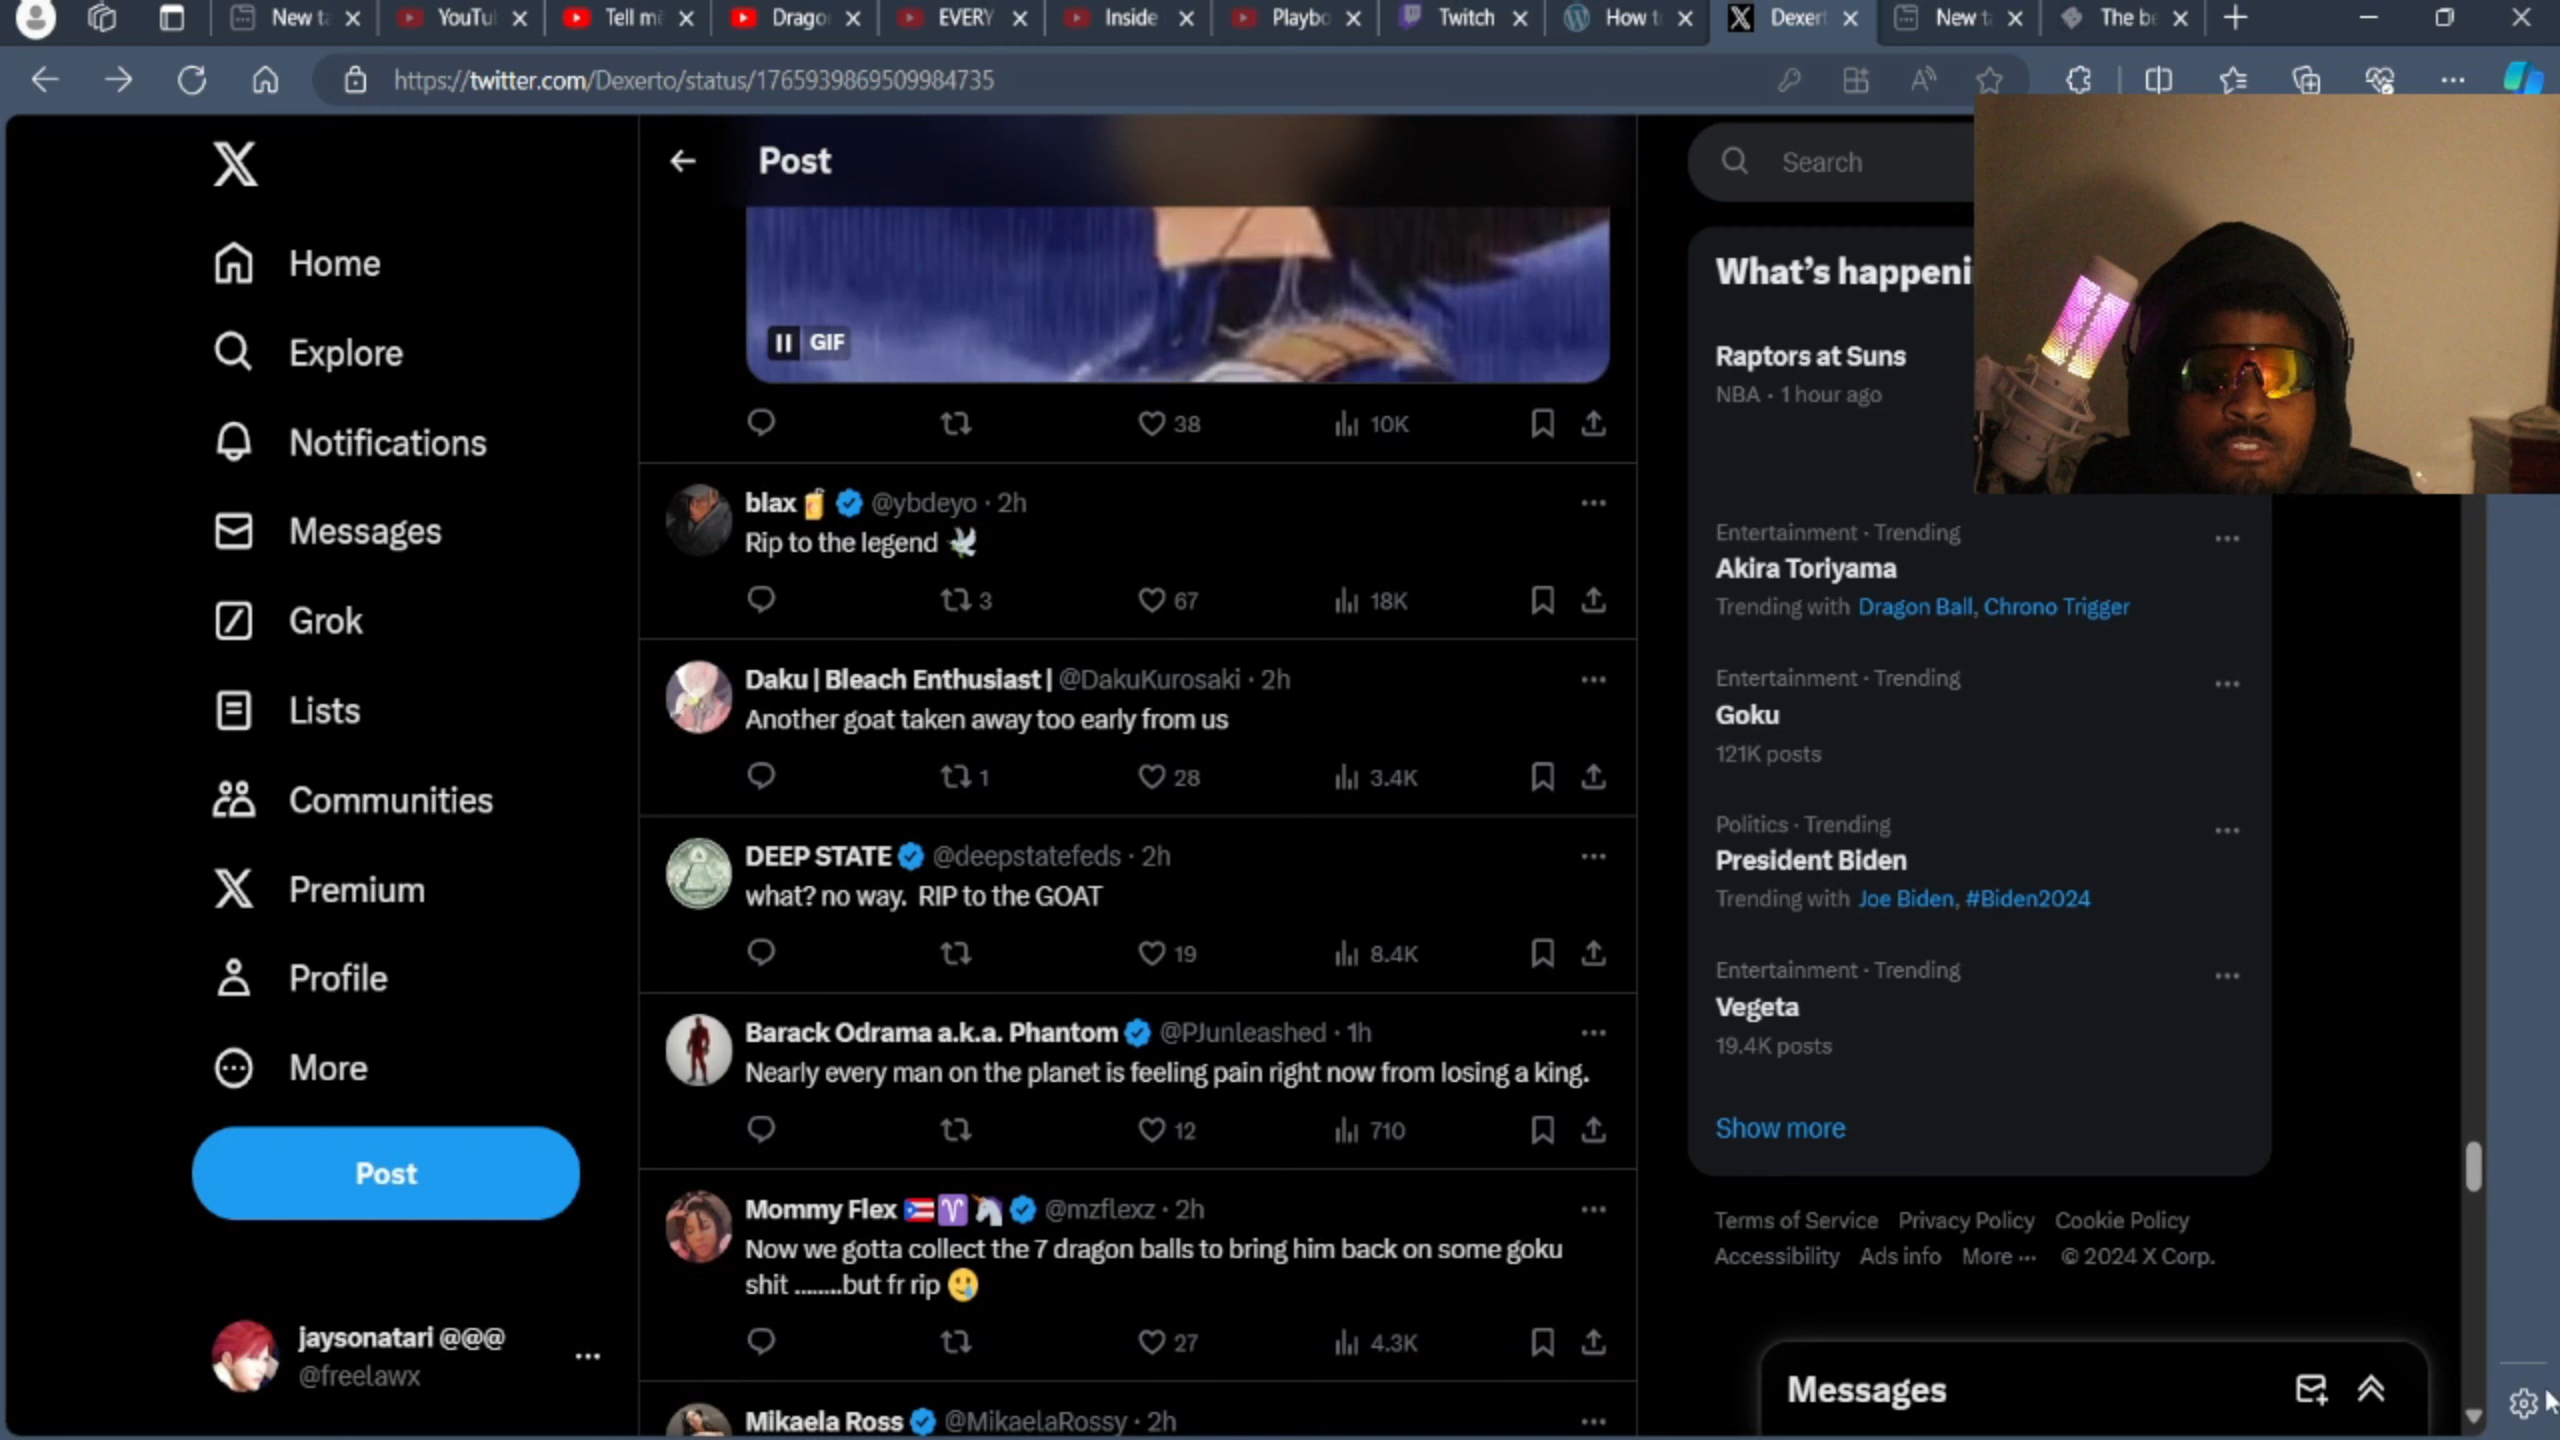 New ta
YouTu
Tell me
Drago
EVERY
Inside
Playbo
Twitch
How to
Dexert
New ta
The be
https://twitter.com/Dexerto/status/1765939869509984735
Home
Explore
Notifications
Messages
Grok
Lists
Communities
Premium
Profile
More
Post
jaysonatari @@@
@freelawx
Post
GIF
38 10K
blax @ybdeyo · 2h
Rip to the legend 🕊
3 67 18K
Daku | Bleach Enthusiast | @DakuKurosaki · 2h
Another goat taken away too early from us
1 28 3.4K
DEEP STATE @deepstatefeds · 2h
what? no way. RIP to the GOAT
19 8.4K
Barack Odrama a.k.a. Phantom @PJunleashed · 1h
Nearly every man on the planet is feeling pain right now from losing a king.
12 710
Mommy Flex 🇵🇷♈🦄 @mzflexz · 2h
Now we gotta collect the 7 dragon balls to bring him back on some goku
shit ........but fr rip 🥲
27 4.3K
Mikaela Ross @MikaelaRossy · 2h
Search
What's happeni
Raptors at Suns
NBA · 1 hour ago
Entertainment · Trending
Akira Toriyama
Trending with Dragon Ball, Chrono Trigger
Entertainment · Trending
Goku
121K posts
Politics · Trending
President Biden
Trending with Joe Biden, #Biden2024
Entertainment · Trending
Vegeta
19.4K posts
Show more
Terms of Service Privacy Policy Cookie Policy
Accessibility Ads info More ··· © 2024 X Corp.
Messages